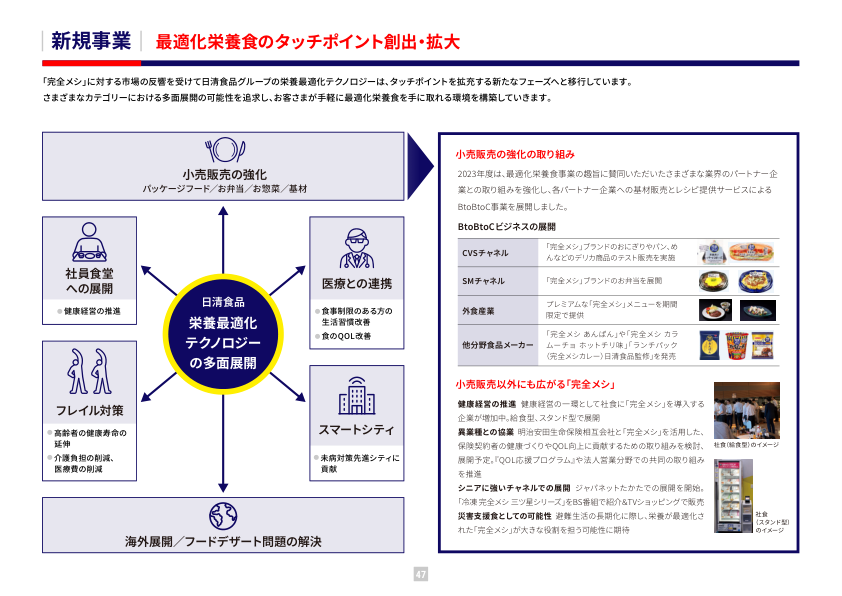 新規事業
最適化栄養食のタッチポイント創出・拡大
「完全メシ」に対する市場の反響を受けて日清食品グループの栄養最適化テクノロジーは、タッチポイントを拡充する新たなフェーズへと移行しています。
さまざまなカテゴリーにおける多面展開の可能性を追求し、お客さまが手軽に最適化栄養食を手に取れる環境を構築していきます。
小売販売の強化
パッケージフード／お弁当／お惣菜／基材
社員食堂
への展開
●健康経営の推進
医療との連携
●食事制限のある方の
生活習慣改善
●食のQOL改善
日清食品
栄養最適化
テクノロジー
の多面展開
フレイル対策
●高齢者の健康寿命の
延伸
●介護負担の削減、
医療費の削減
スマートシティ
●未病対策先進シティに
貢献
海外展開／フードデザート問題の解決
小売販売の強化の取り組み
2023年度は、最適化栄養食事業の趣旨に賛同いただいたさまざまな業界のパートナー企
業との取り組みを強化し、各パートナー企業への基材販売とレシピ提供サービスによる
BtoBtoC事業を展開しました。
BtoBtoCビジネスの展開
CVSチャネル
「完全メシ」ブランドのおにぎりやパン、め
んなどのデリカ商品のテスト販売を実施
SMチャネル
「完全メシ」ブランドのお弁当を展開
外食産業
プレミアムな「完全メシ」メニューを期間
限定で提供
他分野食品メーカー
「完全メシ あんぱん」や「完全メシ カラ
ムーチョ ホットチリ味」「ランチパック
（完全メシカレー）日清食品監修」を発売
小売販売以外にも広がる「完全メシ」
健康経営の推進 健康経営の一環として社食に「完全メシ」を導入する
企業が増加中。給食型、スタンド型で展開
異業種との協業 明治安田生命保険相互会社と「完全メシ」を活用した、
保険契約者の健康づくりやQOL向上に貢献するための取り組みを検討、
展開予定。『QOL応援プログラム』や法人営業分野での共同の取り組み
を推進
シニアに強いチャネルでの展開 ジャパネットたかたでの展開を開始。
「冷凍 完全メシ 三ツ星シリーズ」をBS番組で紹介&TVショッピングで販売
災害支援食としての可能性 避難生活の長期化に際し、栄養が最適化さ
れた「完全メシ」が大きな役割を担う可能性に期待
社食（給食型）のイメージ
社食
（スタンド型）
のイメージ
47